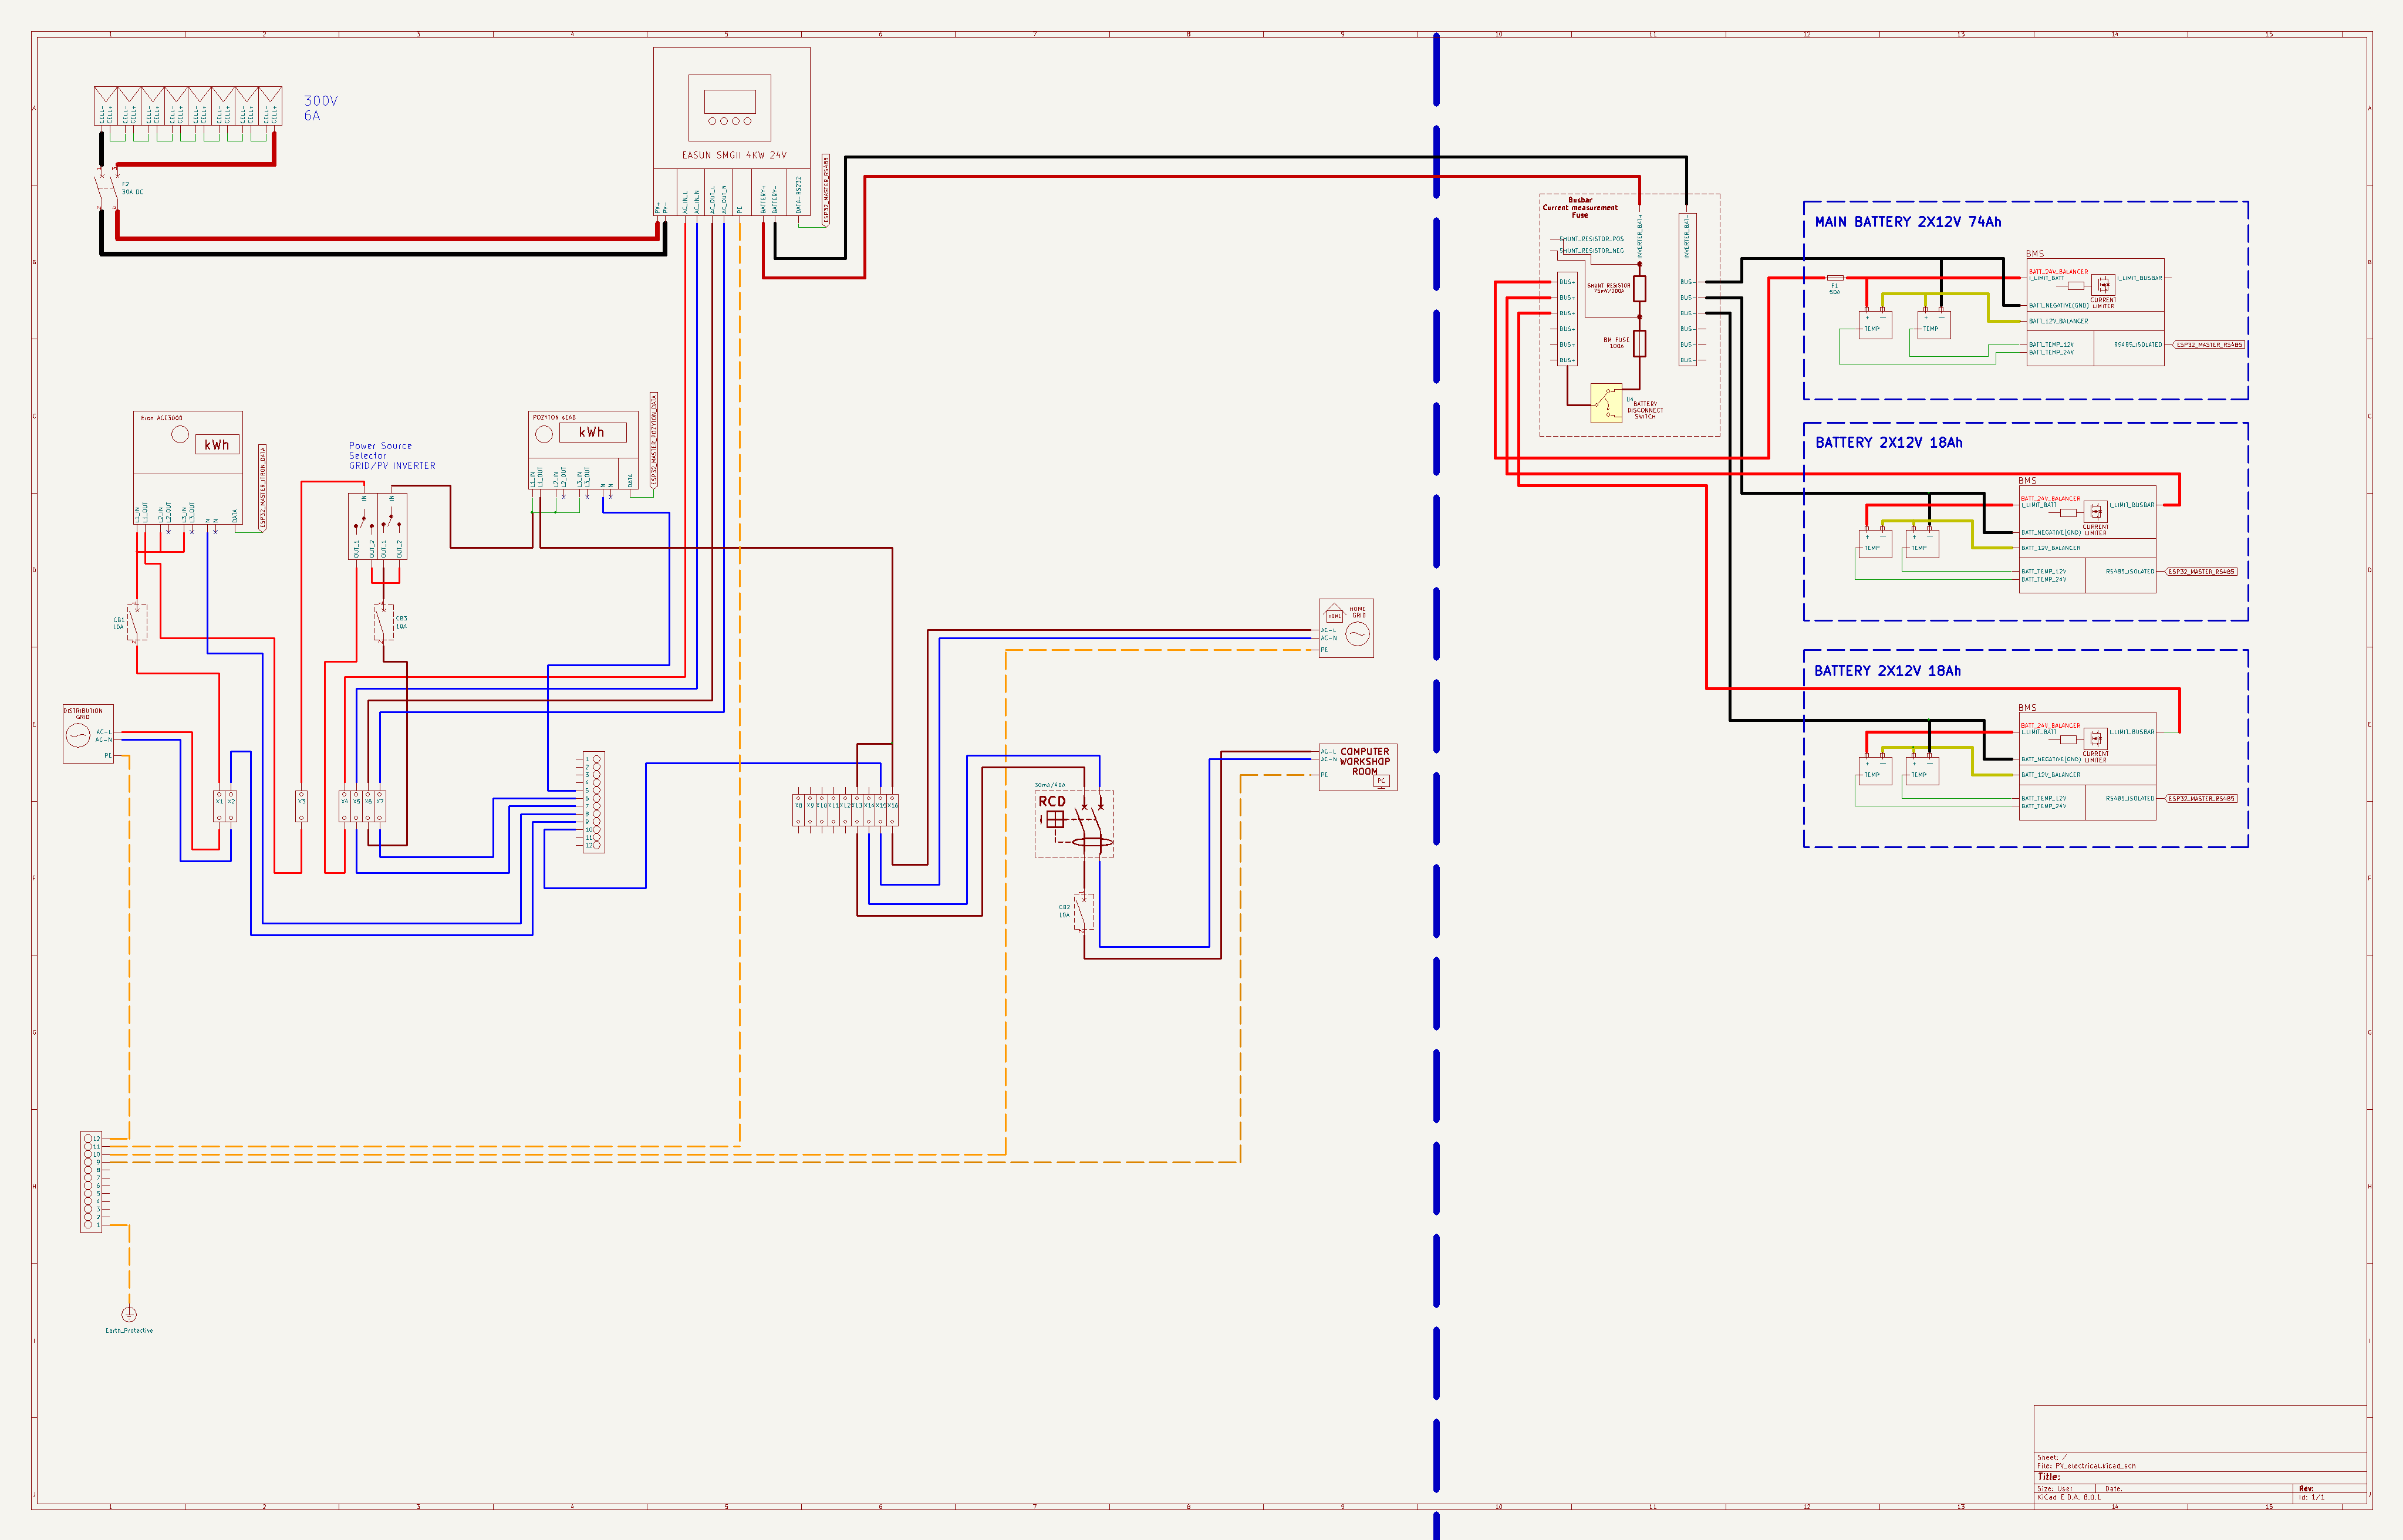 300V
6A
CELL-
CELL+
CELL-
CELL+
CELL-
CELL+
CELL-
CELL+
CELL-
CELL+
CELL-
CELL+
CELL-
CELL+
CELL-
CELL+
30A DC
EASUN SMGII 4KW 24V
PV+
PV-
AC_IN_L
AC_IN_N
AC_OUT_L
AC_OUT_N
PE
BATTERY+
BATTERY-
DATA-RS232
ESP32_MASTER_RS485
Itron ACE3000
kWh
L1_IN
L1_OUT
L2_IN
L2_OUT
L3_IN
L3_OUT
N
N
DATA
ESP32_MASTER_ITRON_DATA
Power Source
Selector
GRID/PV INVERTER
IN
IN
OUT_1
OUT_2
OUT_1
OUT_2
POZYTON sEAB
kWh
L1_IN
L1_OUT
L2_IN
L2_OUT
L3_IN
L3_OUT
N
N
DATA
ESP32_MASTER_POZYTON_DATA
CB1
10A
CB3
10A
DISTRIBUTION
GRID
AC-L
AC-N
PE
X1
X2
X3
X4
X5
X6
X7
1
2
3
4
5
6
7
8
9
10
11
12
X8
X9
X10
X11
X12
X13
X14
X15
X16
30mA/40A
RCD
CB2
10A
HOME
GRID
HOME
AC-L
AC-N
PE
COMPUTER
WORKSHOP
ROOM
PC
AC-L
AC-N
PE
12
11
10
9
8
7
6
5
4
3
2
1
Earth_Protective
Busbar
Current measurement
Fuse
SHUNT_RESISTOR_POS
SHUNT_RESISTOR_NEG
INVERTER_BAT+
INVERTER_BAT-
SHUNT RESISTOR
75mV/200A
BM FUSE
100A
BATTERY
DISCONNECT
SWITCH
BUS+
BUS+
BUS+
BUS+
BUS+
BUS+
BUS-
BUS-
BUS-
BUS-
BUS-
BUS-
MAIN BATTERY 2X12V 74Ah
F1
50A
TEMP
TEMP
BMS
BATT_24V_BALANCER
I_LIMIT_BATT
I_LIMIT_BUSBAR
CURRENT
LIMITER
BATT_NEGATIVE(GND)
BATT_12V_BALANCER
BATT_TEMP_12V
BATT_TEMP_24V
RS485_ISOLATED
ESP32_MASTER_RS485
BATTERY 2X12V 18Ah
TEMP
TEMP
BMS
BATT_24V_BALANCER
I_LIMIT_BATT
I_LIMIT_BUSBAR
CURRENT
LIMITER
BATT_NEGATIVE(GND)
BATT_12V_BALANCER
BATT_TEMP_12V
BATT_TEMP_24V
RS485_ISOLATED
ESP32_MASTER_RS485
BATTERY 2X12V 18Ah
TEMP
TEMP
BMS
BATT_24V_BALANCER
I_LIMIT_BATT
I_LIMIT_BUSBAR
CURRENT
LIMITER
BATT_NEGATIVE(GND)
BATT_12V_BALANCER
BATT_TEMP_12V
BATT_TEMP_24V
RS485_ISOLATED
ESP32_MASTER_RS485
Sheet: /
File: PV_electrical.kicad_sch
Title:
Size: User
Date:
Rev:
KiCad E.D.A. 8.0.1
Id: 1/1